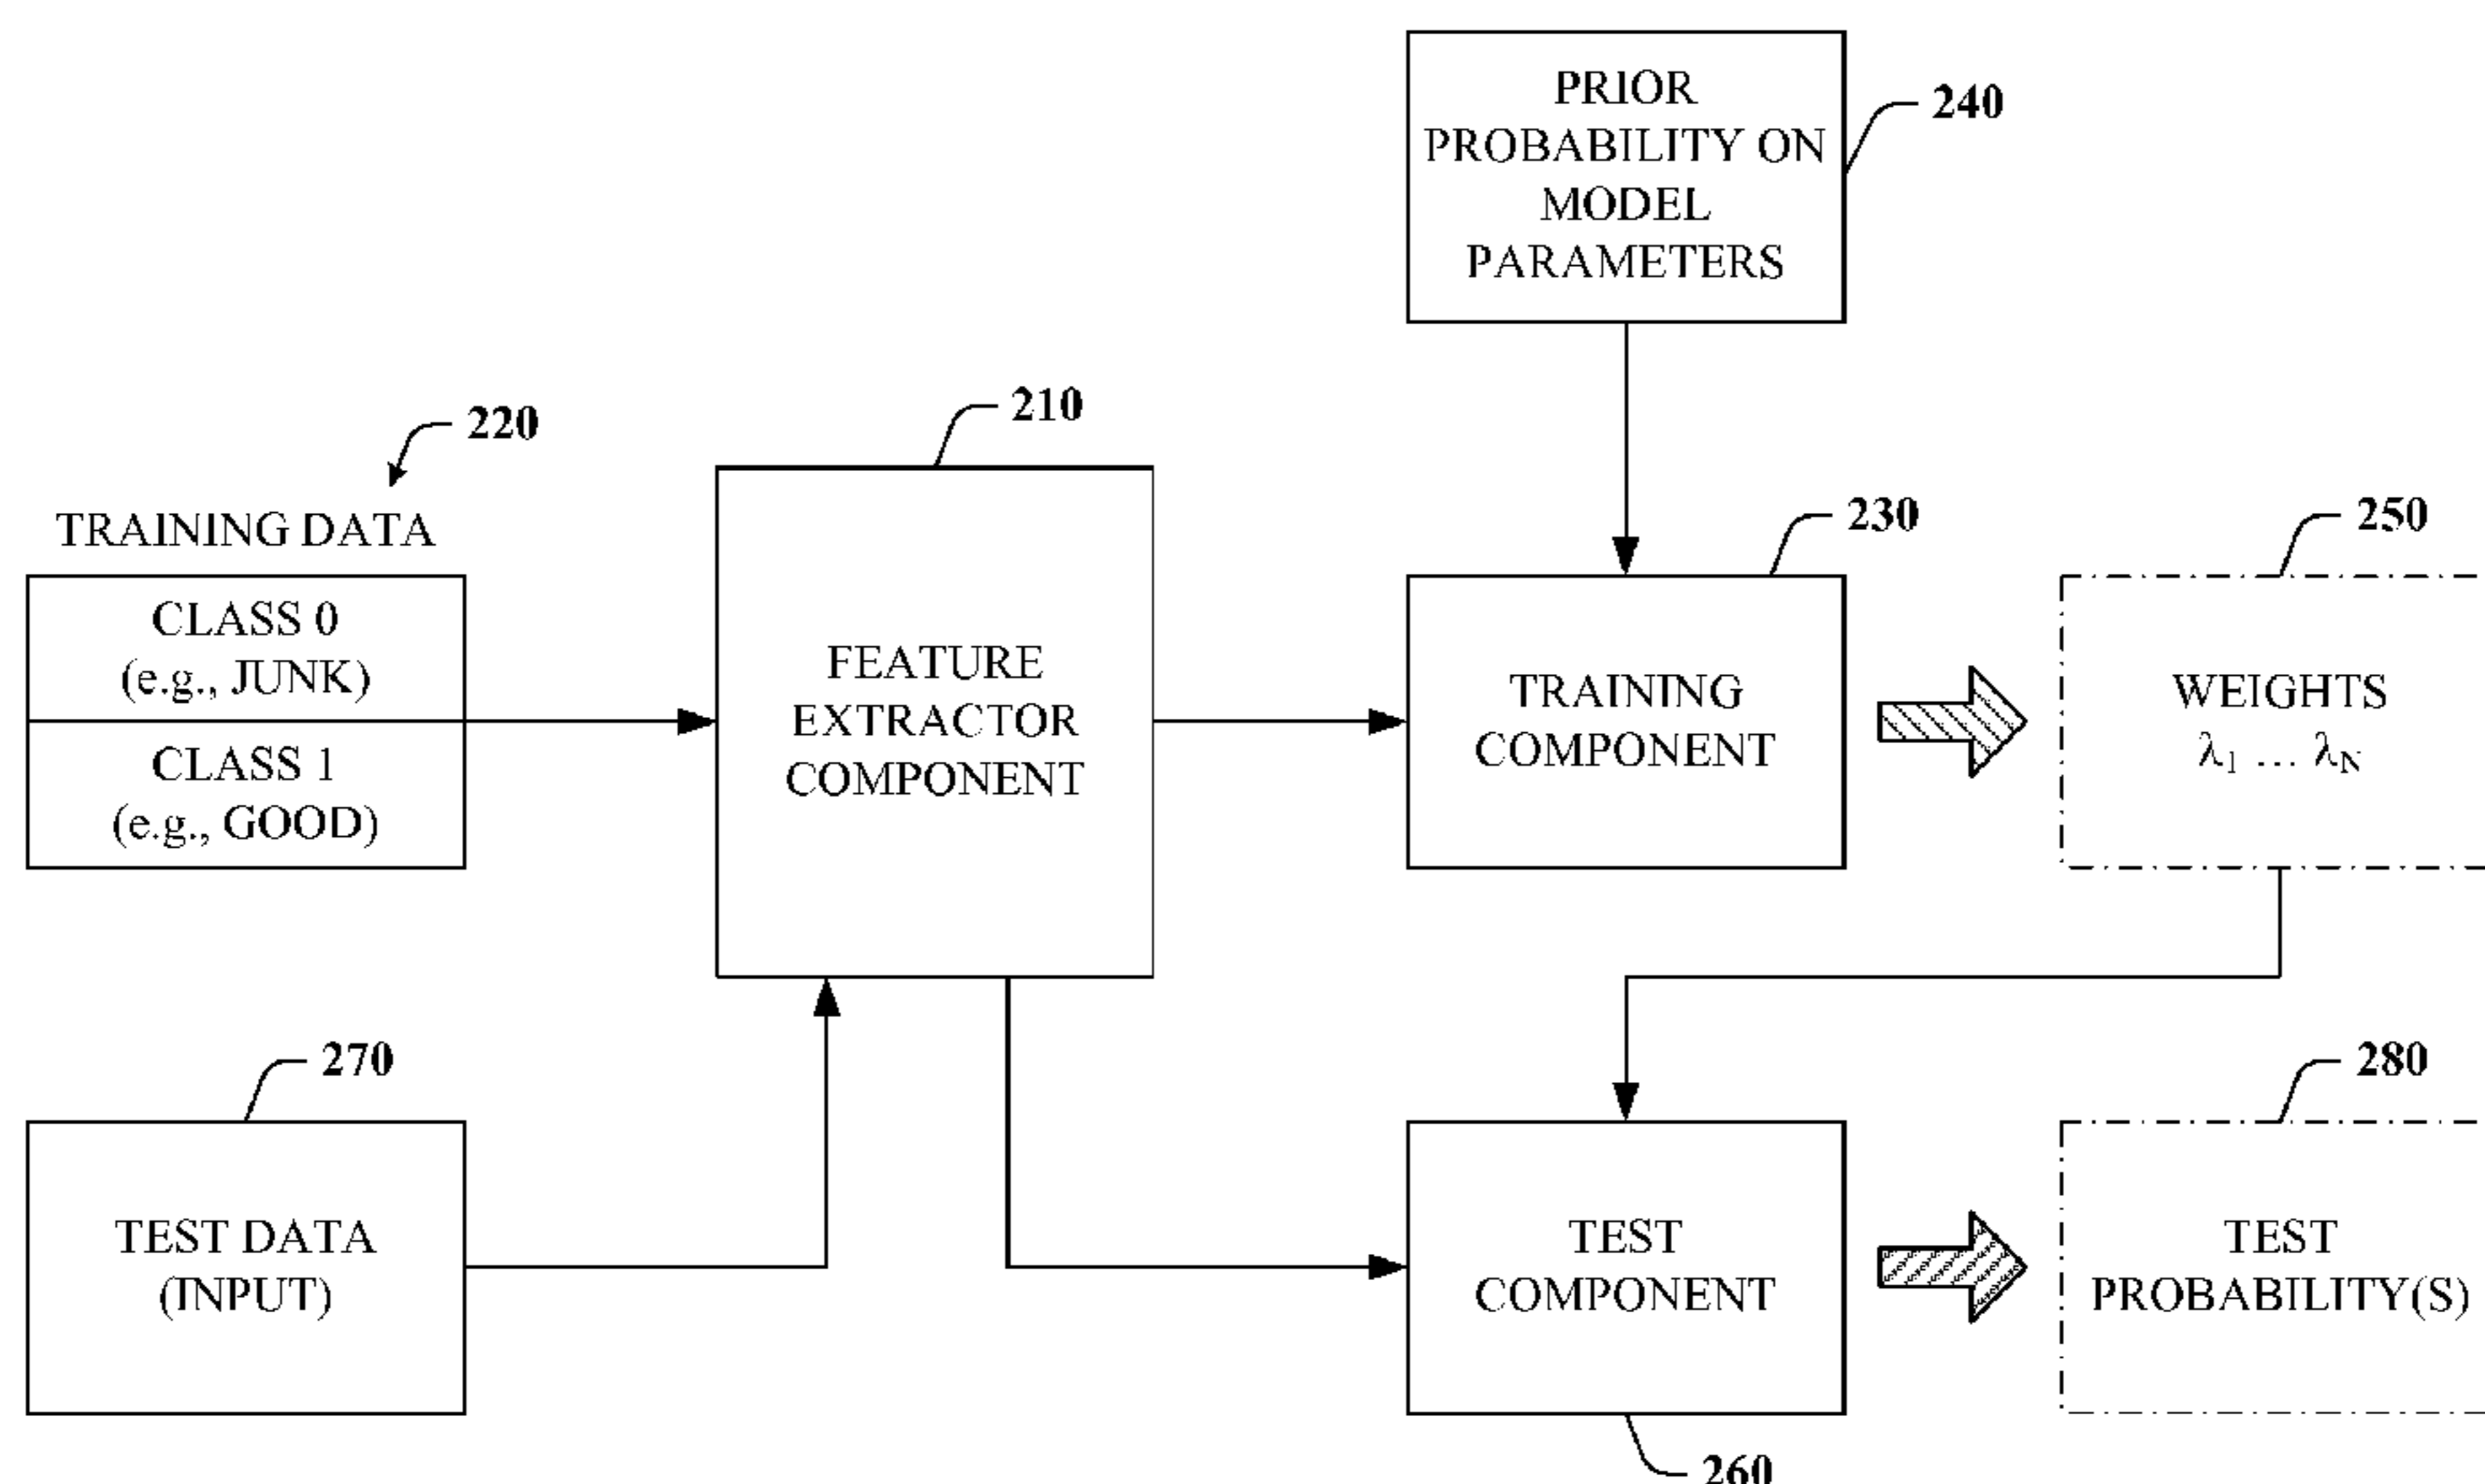 PRIOR
PROBABILITY ON
MODEL
PARAMETERS
240
220
210
230
250
TRAINING DATA
CLASS 0
(e.g., JUNK)
CLASS 1
(e.g., GOOD)
FEATURE
EXTRACTOR
COMPONENT
TRAINING
COMPONENT
WEIGHTS
λ₁ ... λ_N
270
280
TEST DATA
(INPUT)
TEST
COMPONENT
TEST
PROBABILITY(S)
260